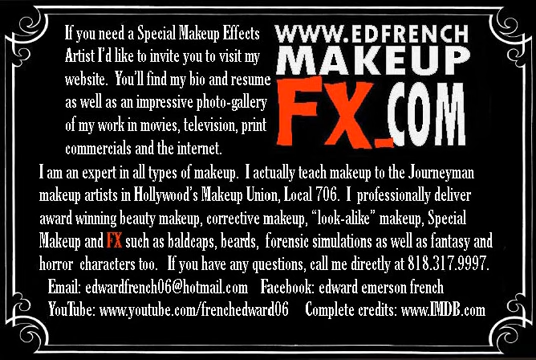 If you need a Special Makeup Effects
Artist I'd like to invite you to visit my
website.  You'll find my bio and resume
as well as an impressive photo-gallery
of my work in movies, television, print
commercials and the internet.
WWW.EDFRENCH
MAKEUP
FX.COM
I am an expert in all types of makeup.  I actually teach makeup to the Journeyman
makeup artists in Hollywood's Makeup Union, Local 706.  I  professionally deliver
award winning beauty makeup, corrective makeup, "look-alike" makeup, Special
Makeup and FX such as baldcaps, beards,  forensic simulations as well as fantasy and
horror  characters too.   If you have any questions, call me directly at 818.317.9997.
Email: edwardfrench06@hotmail.com   Facebook: edward emerson french
YouTube: www.youtube.com/frenchedward06    Complete credits: www.IMDB.com